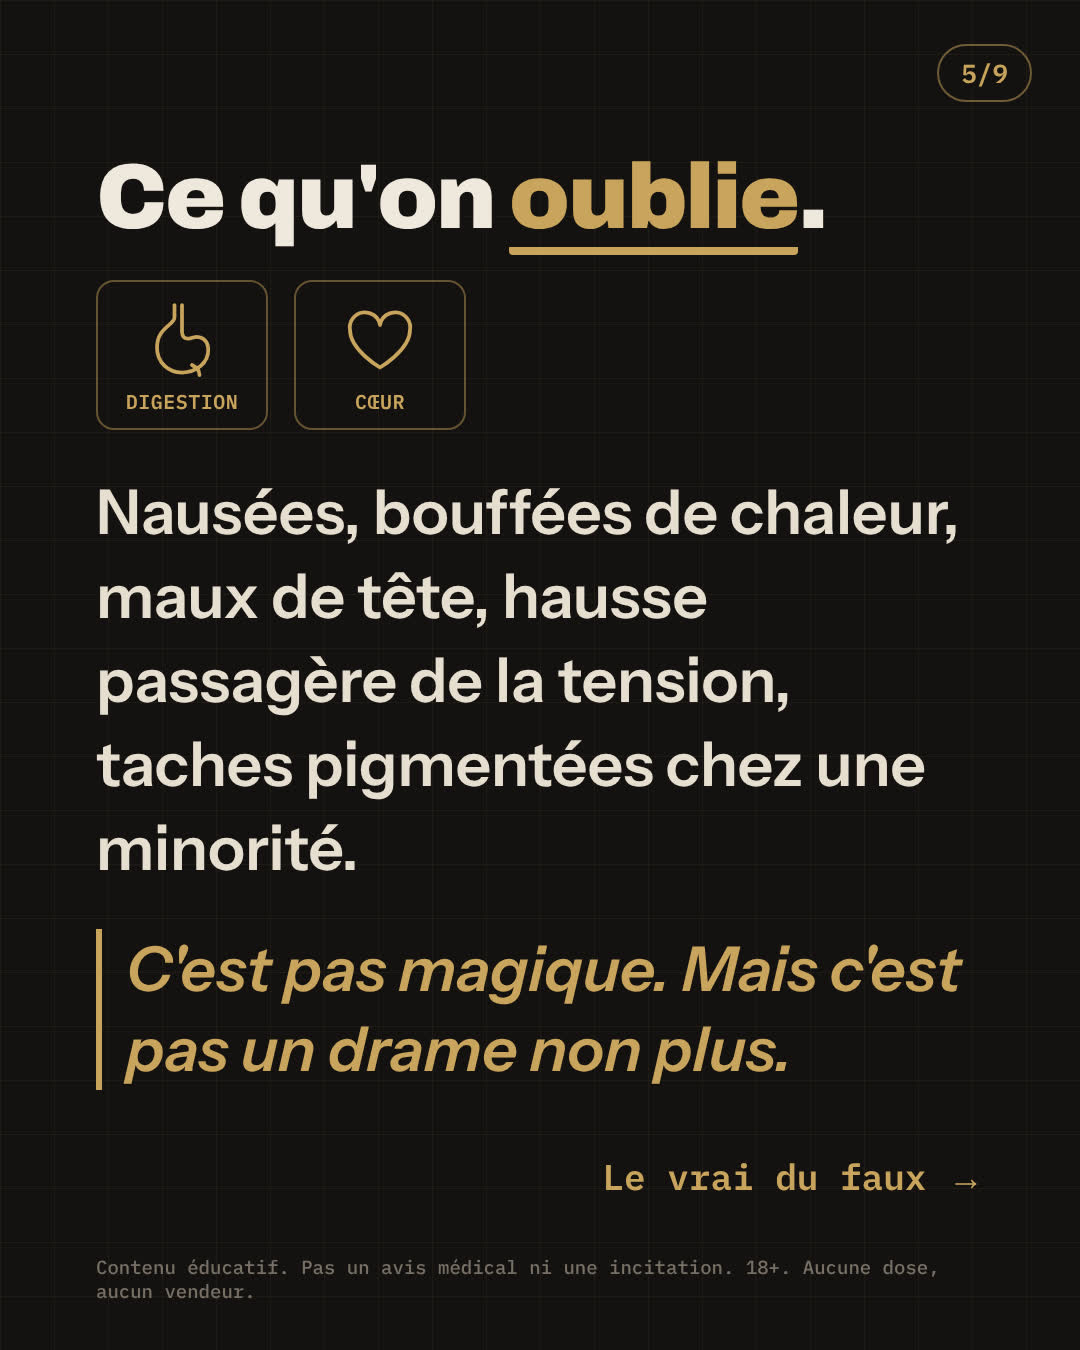 5/9
Ce qu'on oublie.
DIGESTION
CŒUR
Nausées, bouffées de chaleur,
maux de tête, hausse
passagère de la tension,
taches pigmentées chez une
minorité.
C'est pas magique. Mais c'est
pas un drame non plus.
Le vrai du faux →
Contenu éducatif. Pas un avis médical ni une incitation. 18+. Aucune dose,
aucun vendeur.